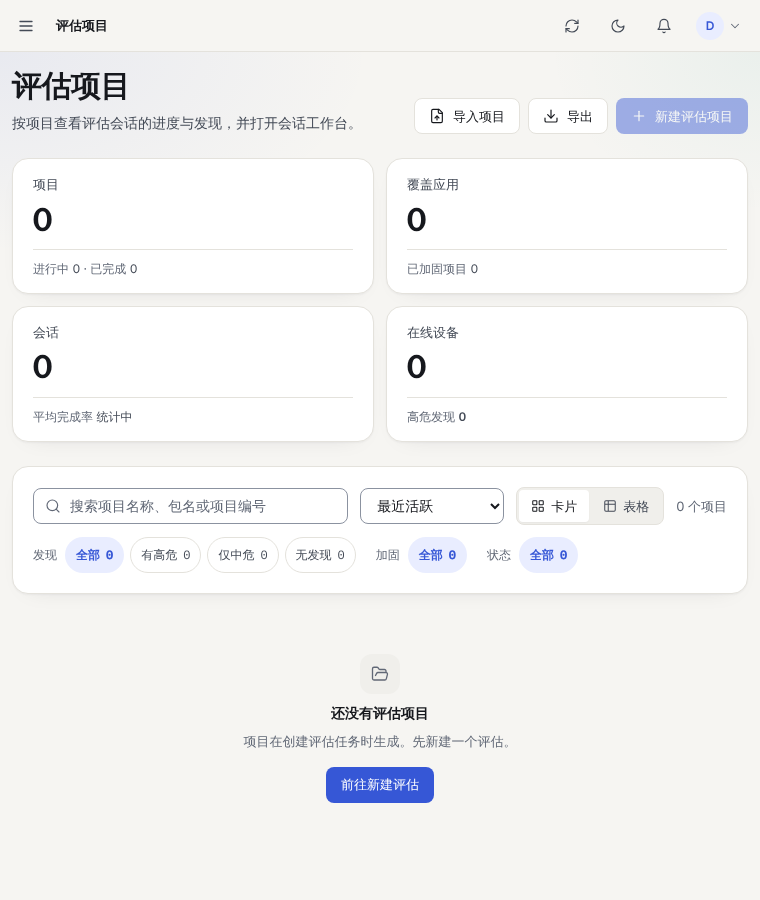 评估项目
D
评估项目
按项目查看评估会话的进度与发现，并打开会话工作台。
导入项目
导出
新建评估项目
项目
0
进行中 0 · 已完成 0
覆盖应用
0
已加固项目 0
会话
0
平均完成率 统计中
在线设备
0
高危发现 0
搜索项目名称、包名或项目编号
最近活跃
卡片
表格
0 个项目
发现 全部 0 有高危 0 仅中危 0 无发现 0 加固 全部 0 状态 全部 0
还没有评估项目
项目在创建评估任务时生成。先新建一个评估。
前往新建评估